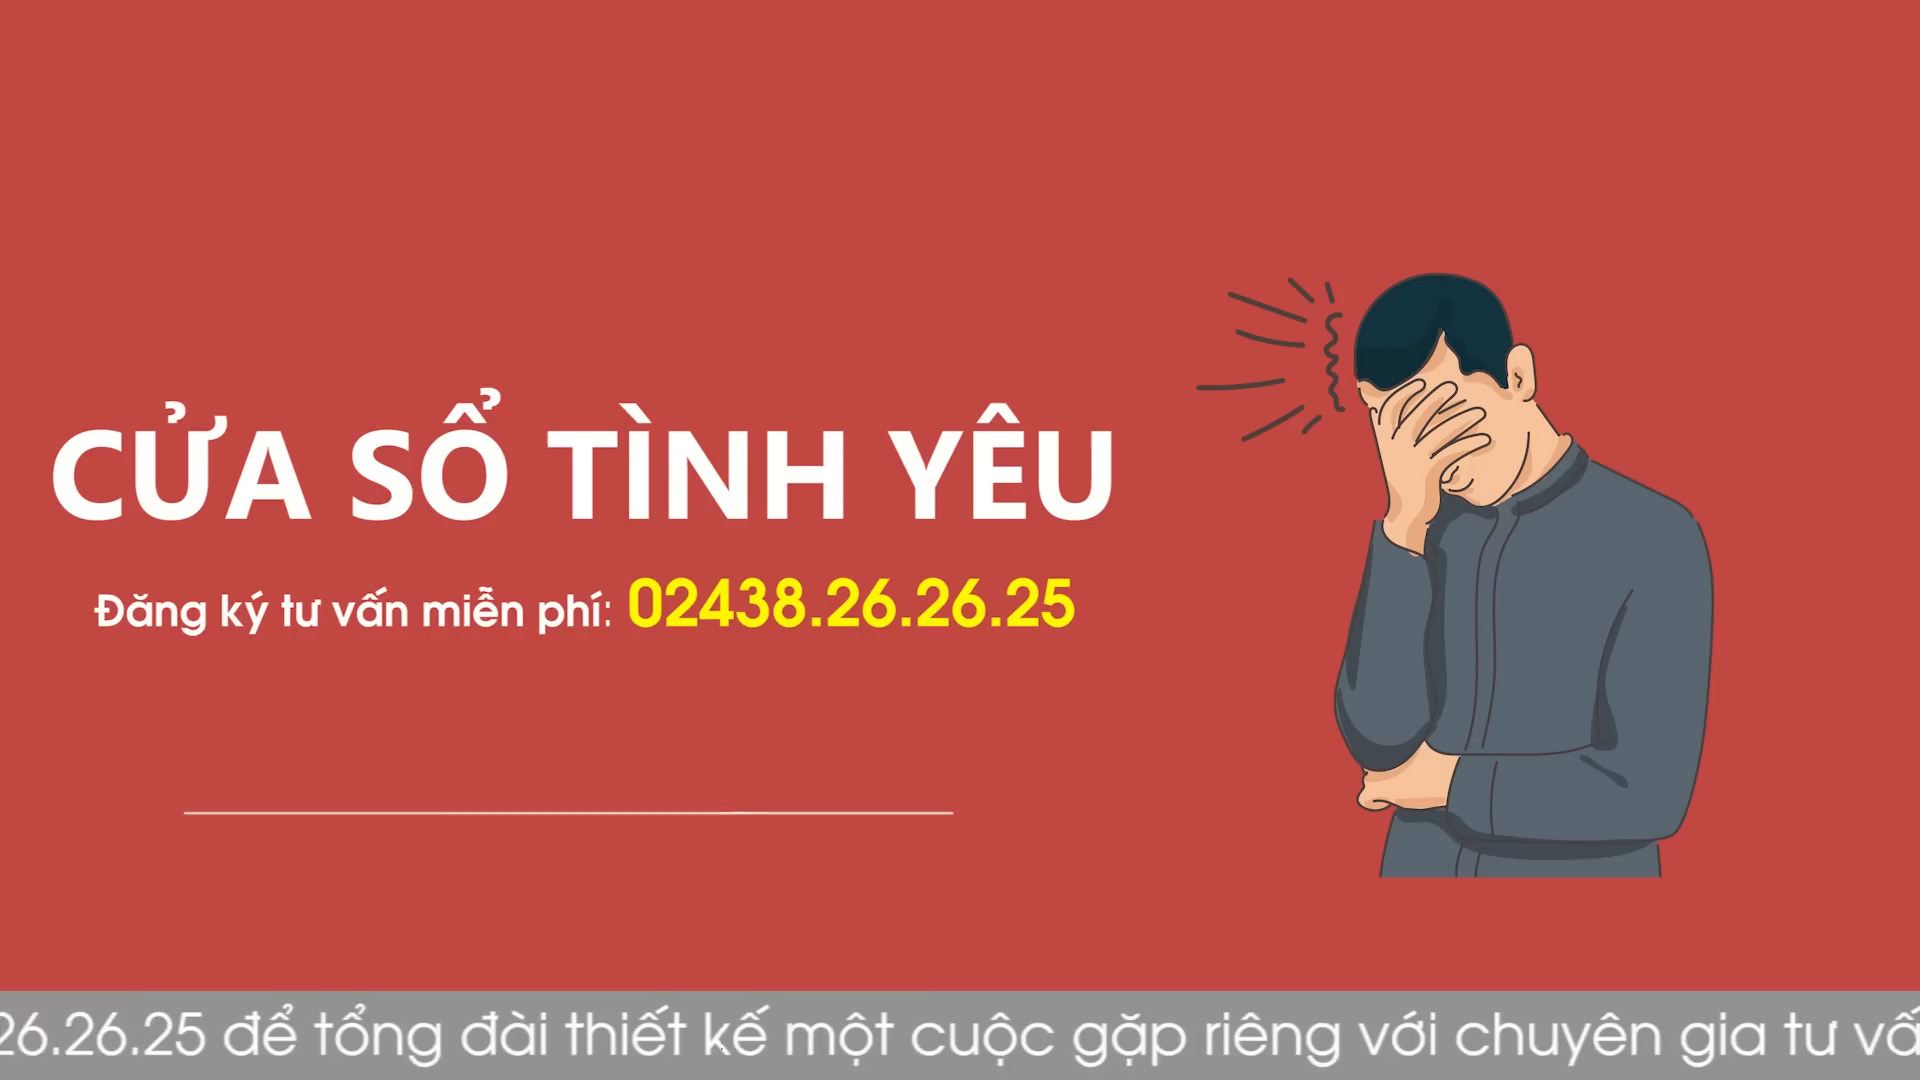 CỬA SỔ TÌNH YÊU
Đăng ký tư vấn miễn phí: 02438.26.26.25
26.26.25 để tổng đài thiết kế một cuộc gặp riêng với chuyên gia tư vấ